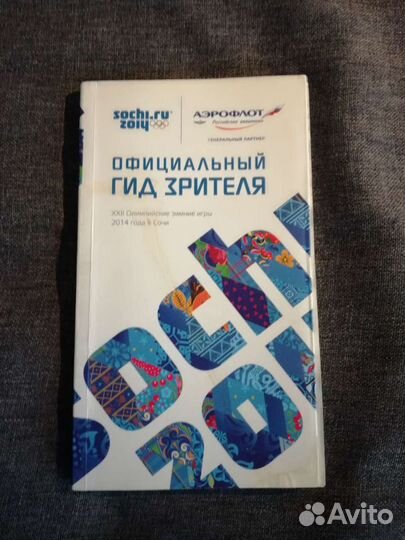 sochi.ru
2014
АЭРОФЛОТ
Российские авиалинии
ГЕНЕРАЛЬНЫЙ ПАРТНЕР
ОФИЦИАЛЬНЫЙ
ГИД ЗРИТЕЛЯ
XXII Олимпийские зимние игры
2014 года в Сочи
sochi
201
Avito